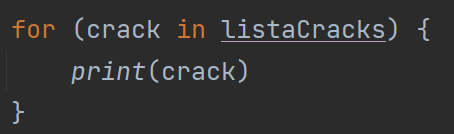 for (crack in listaCracks) {
    print(crack)
}